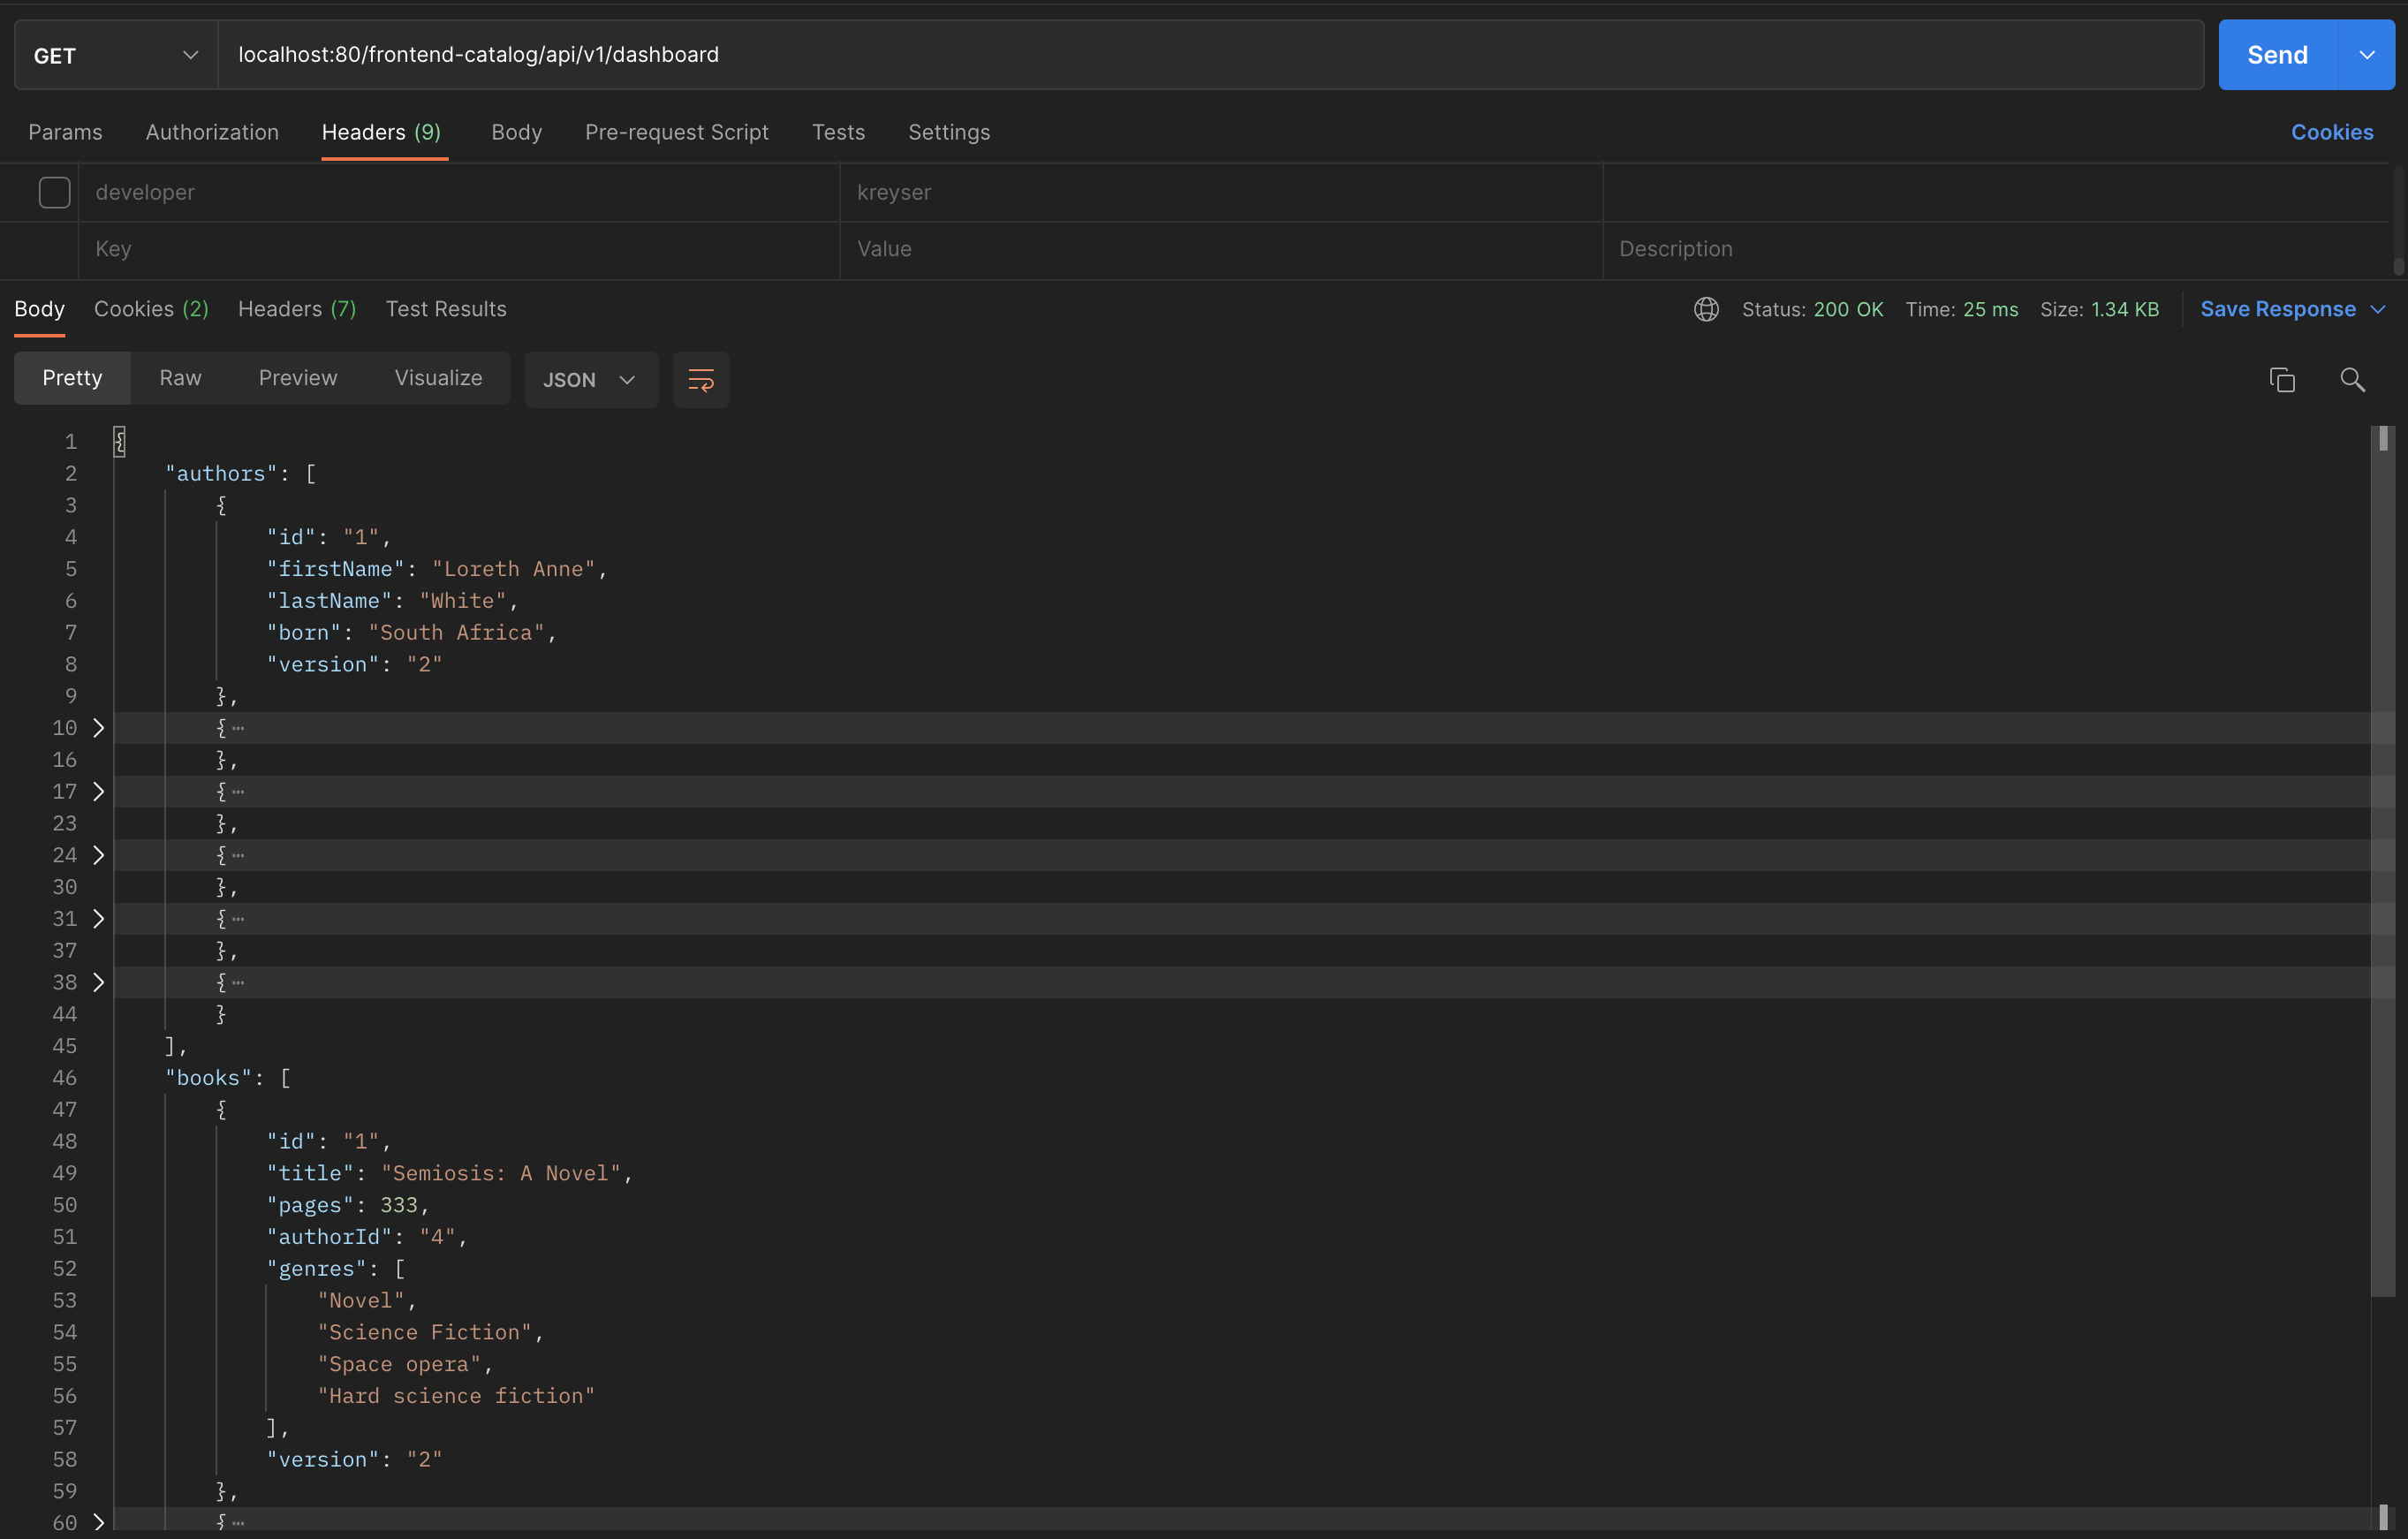 GET localhost:80/frontend-catalog/api/v1/dashboard Send
Params Authorization Headers (9) Body Pre-request Script Tests Settings Cookies
developer kreyser
Key Value Description
Body Cookies (2) Headers (7) Test Results Status: 200 OK Time: 25 ms Size: 1.34 KB Save Response
Pretty Raw Preview Visualize JSON
1 {
2 "authors": [
3 {
4 "id": "1",
5 "firstName": "Loreth Anne",
6 "lastName": "White",
7 "born": "South Africa",
8 "version": "2"
9 },
10 { ⋯
16 },
17 { ⋯
23 },
24 { ⋯
30 },
31 { ⋯
37 },
38 { ⋯
44 }
45 ],
46 "books": [
47 {
48 "id": "1",
49 "title": "Semiosis: A Novel",
50 "pages": 333,
51 "authorId": "4",
52 "genres": [
53 "Novel",
54 "Science Fiction",
55 "Space opera",
56 "Hard science fiction"
57 ],
58 "version": "2"
59 },
60 { ⋯